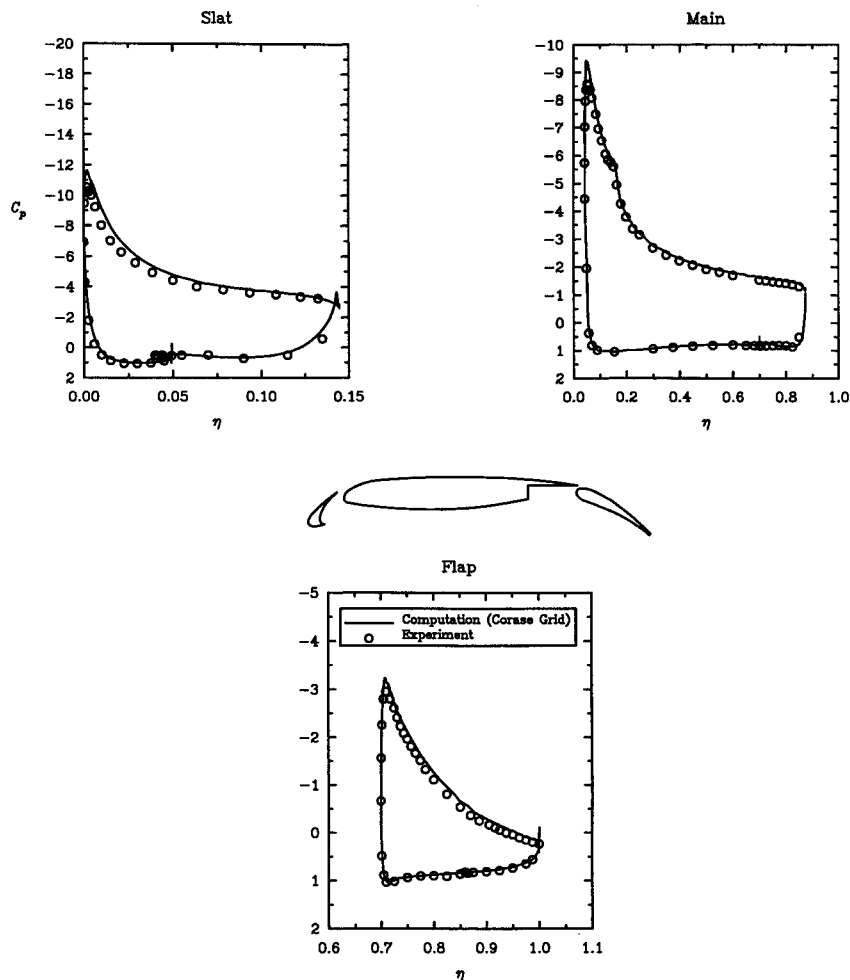 Slat
-20
-18
-16
-14
-12
-10
-8
-6
-4
-2
0
2
C_p
0.00 0.05 0.10 0.15
η
Main
-10
-9
-8
-7
-6
-5
-4
-3
-2
-1
0
1
2
0.0 0.2 0.4 0.6 0.8 1.0
η
Flap
-5
-4
-3
-2
-1
0
1
2
Computation (Corase Grid)
Experiment
0.6 0.7 0.8 0.9 1.0 1.1
η